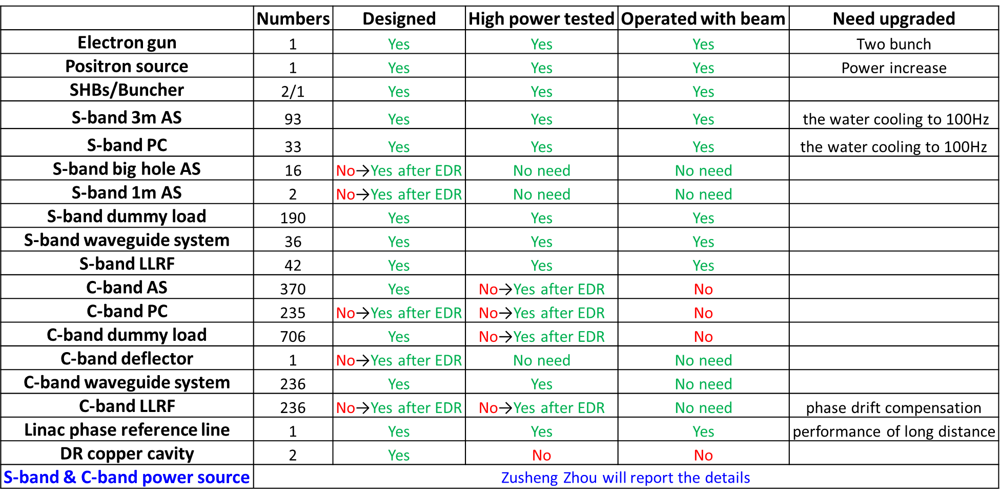 Numbers Designed High power tested Operated with beam Need upgraded
Electron gun 1 Yes Yes Yes Two bunch
Positron source 1 Yes Yes Yes Power increase
SHBs/Buncher 2/1 Yes Yes Yes
S-band 3m AS 93 Yes Yes Yes the water cooling to 100Hz
S-band PC 33 Yes Yes Yes the water cooling to 100Hz
S-band big hole AS 16 No→Yes after EDR No need No need
S-band 1m AS 2 No→Yes after EDR No need No need
S-band dummy load 190 Yes Yes Yes
S-band waveguide system 36 Yes Yes Yes
S-band LLRF 42 Yes Yes Yes
C-band AS 370 Yes No→Yes after EDR No
C-band PC 235 No→Yes after EDR No→Yes after EDR No
C-band dummy load 706 Yes No→Yes after EDR No
C-band deflector 1 No→Yes after EDR No need No need
C-band waveguide system 236 Yes Yes No need
C-band LLRF 236 No→Yes after EDR No→Yes after EDR No need phase drift compensation
Linac phase reference line 1 Yes Yes Yes performance of long distance
DR copper cavity 2 Yes No No
S-band & C-band power source Zusheng Zhou will report the details